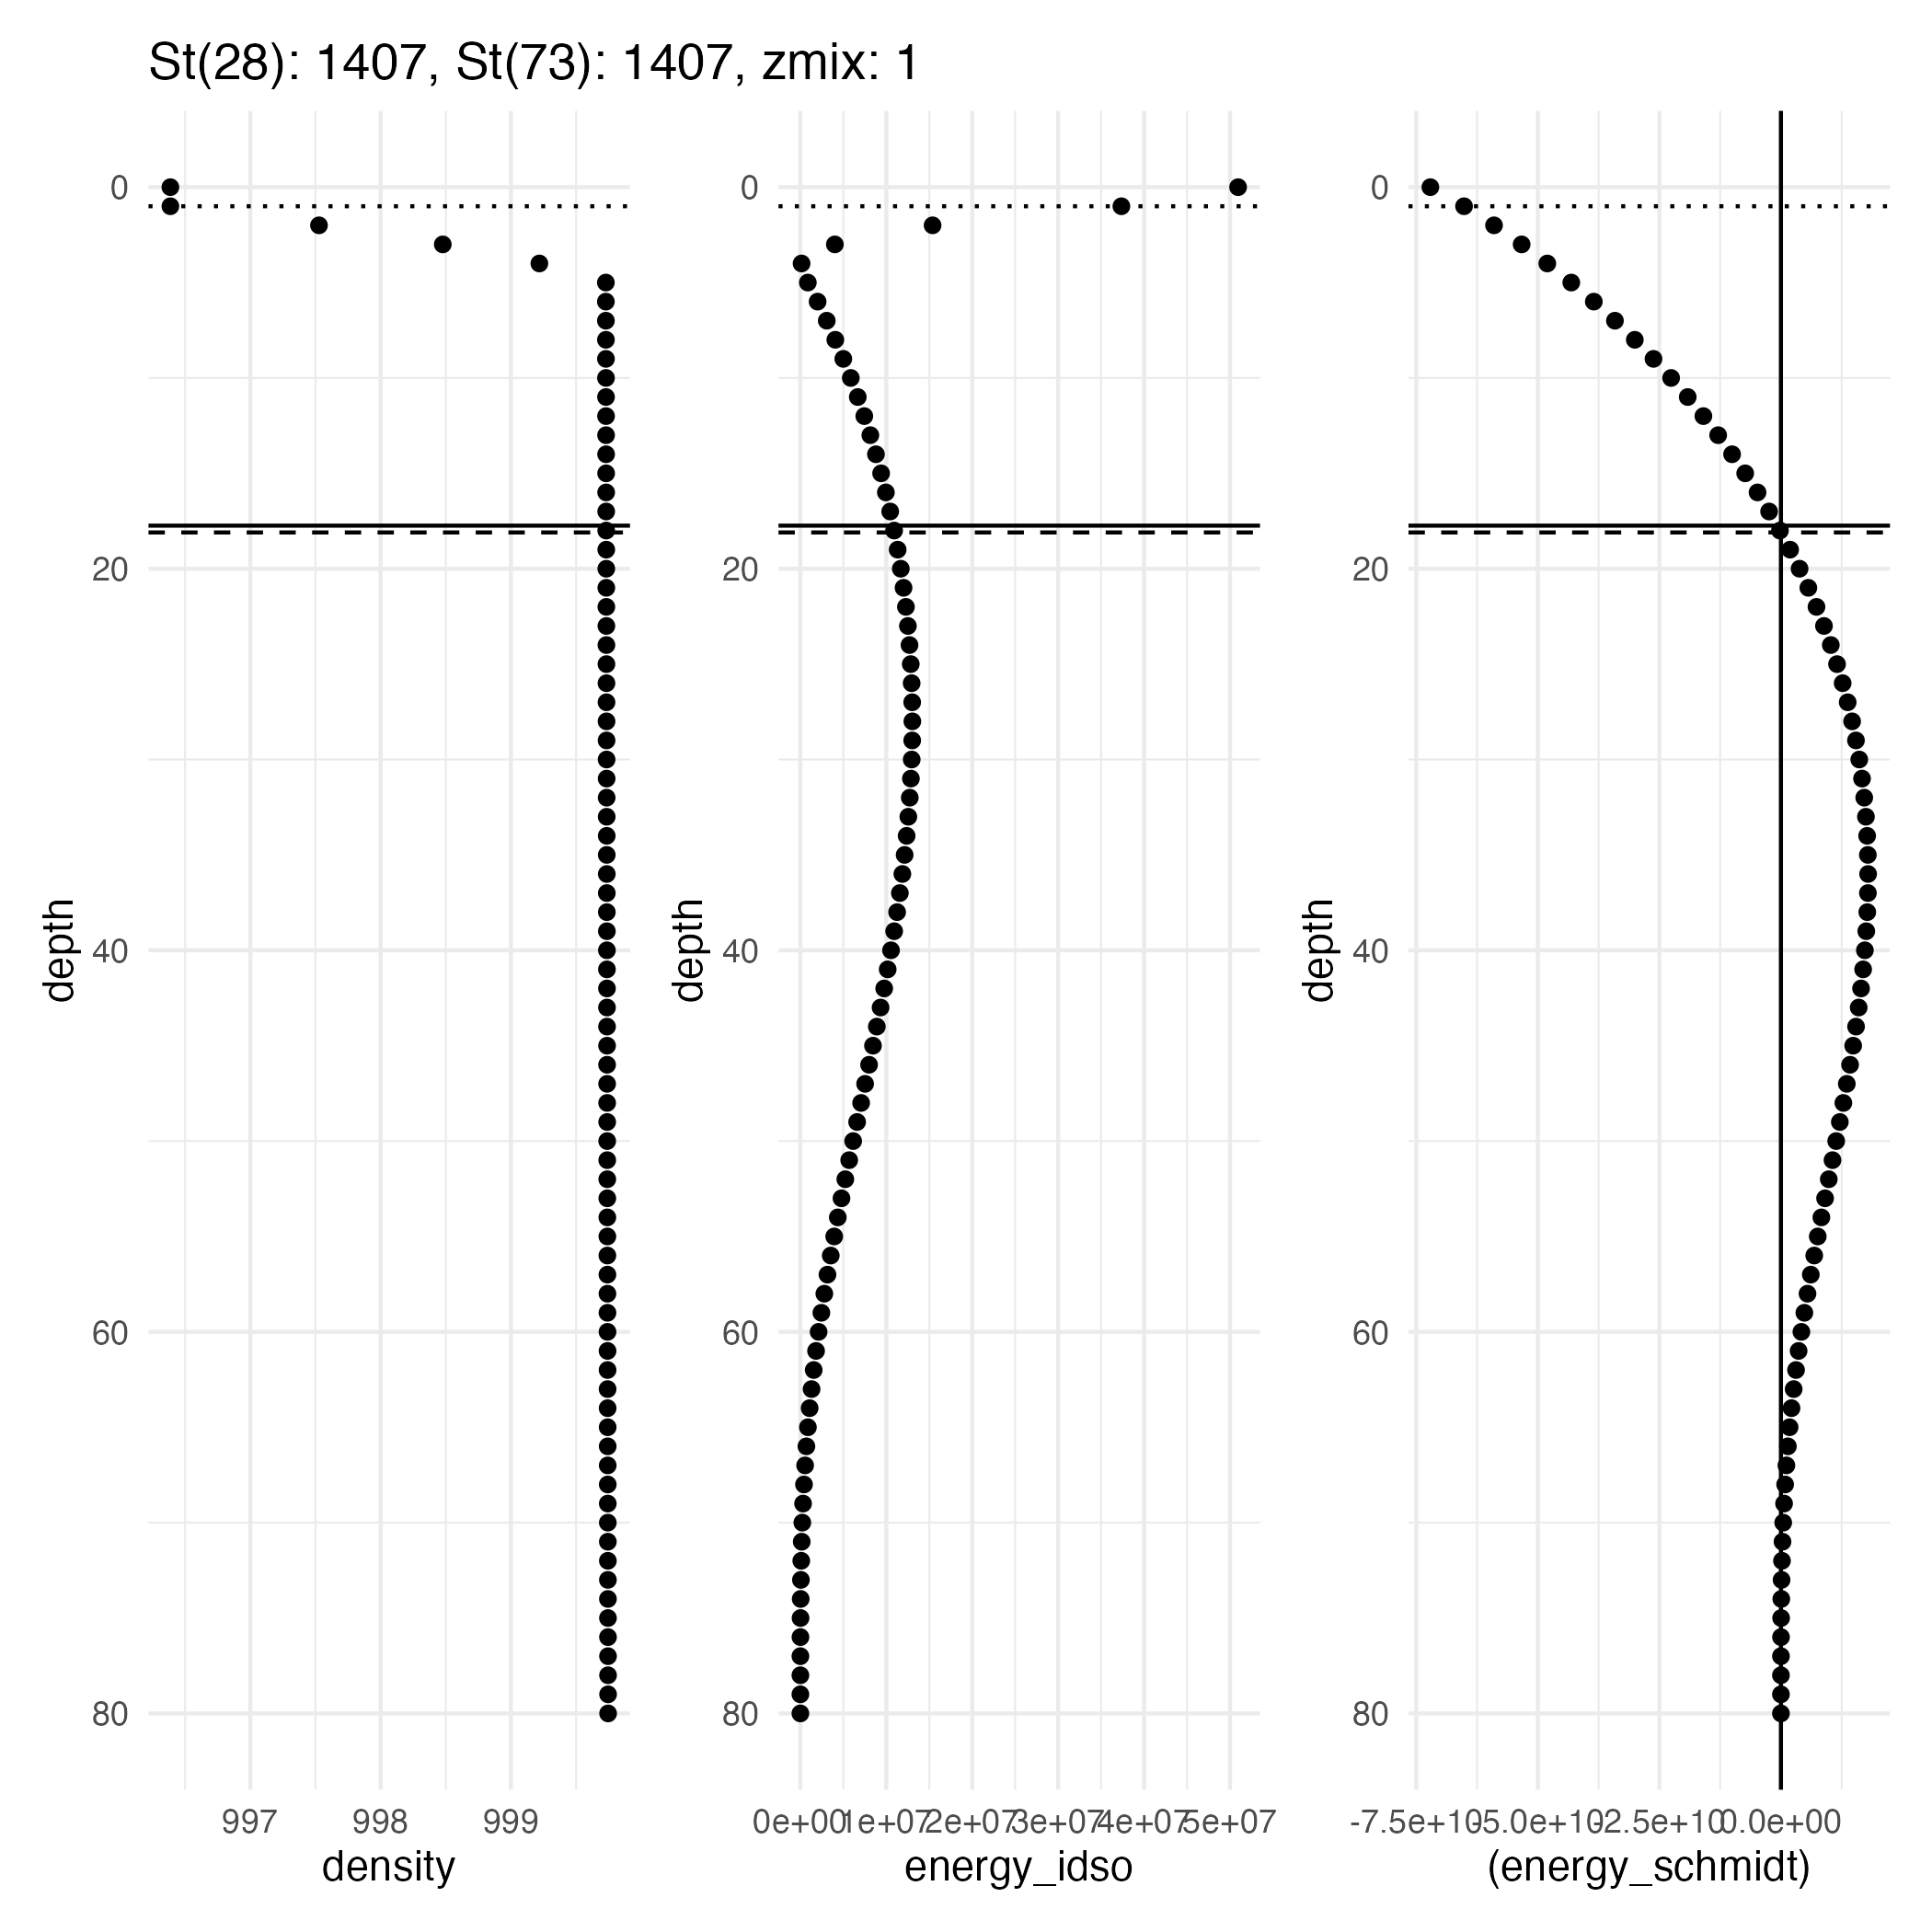 St(28): 1407, St(73): 1407, zmix: 1
0
20
40
60
80
depth
997 998 999
density
0
20
40
60
80
depth
0e+00 1e+07 2e+07 3e+07 4e+07 5e+07
energy_idso
0
20
40
60
80
depth
-7.5e+10 -5.0e+10 -2.5e+10 0.0e+00
(energy_schmidt)